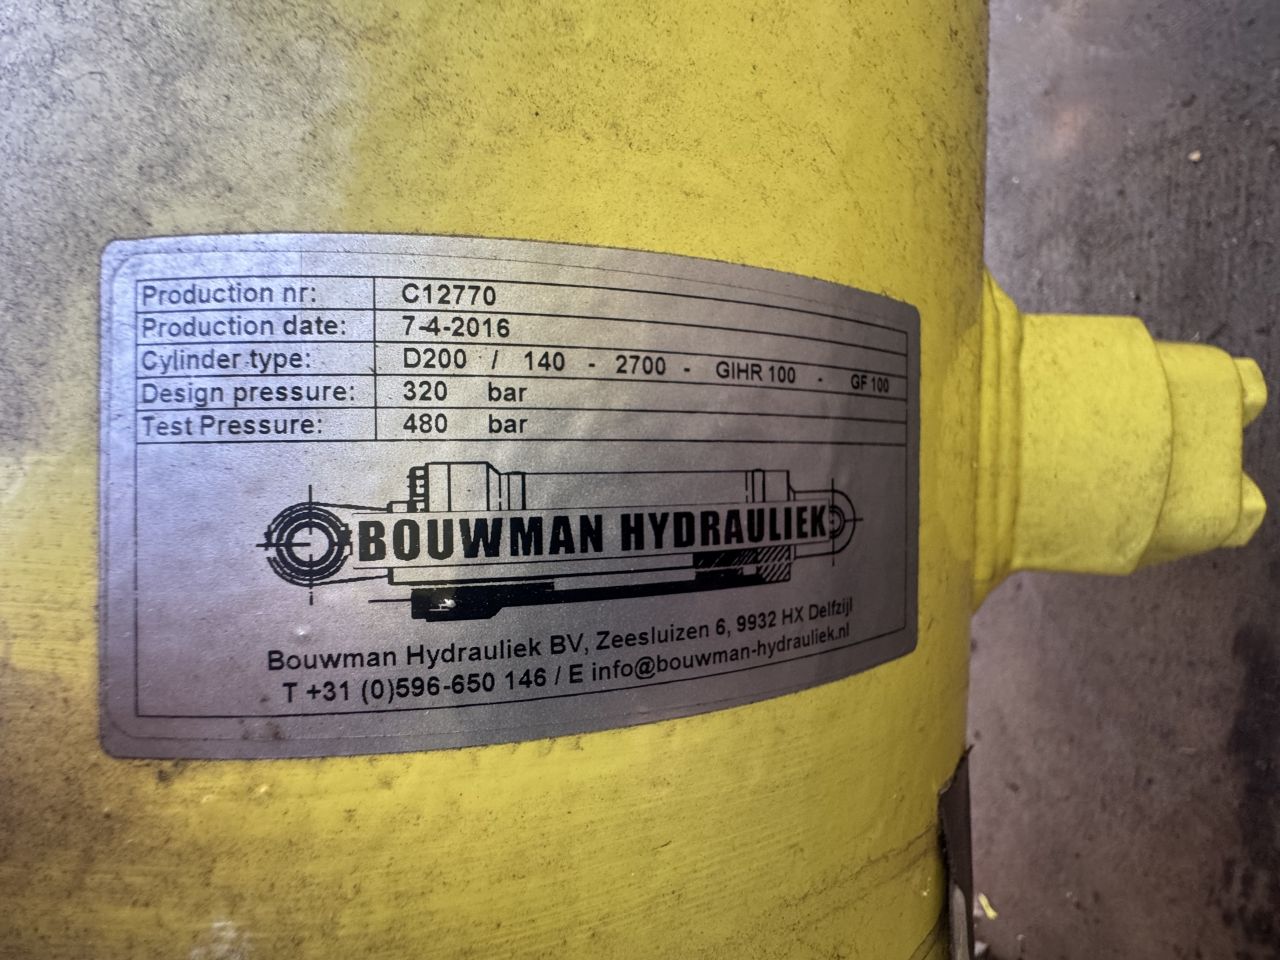 Production nr: C12770
Production date: 7-4-2016
Cylinder type: D200 / 140 - 2700 - GIHR 100 - GF 100
Design pressure: 320 bar
Test Pressure: 480 bar
BOUWMAN HYDRAULIEK
Bouwman Hydrauliek BV, Zeesluizen 6, 9932 HX Delfzijl
T +31 (0)596-650 146 / E info@bouwman-hydrauliek.nl